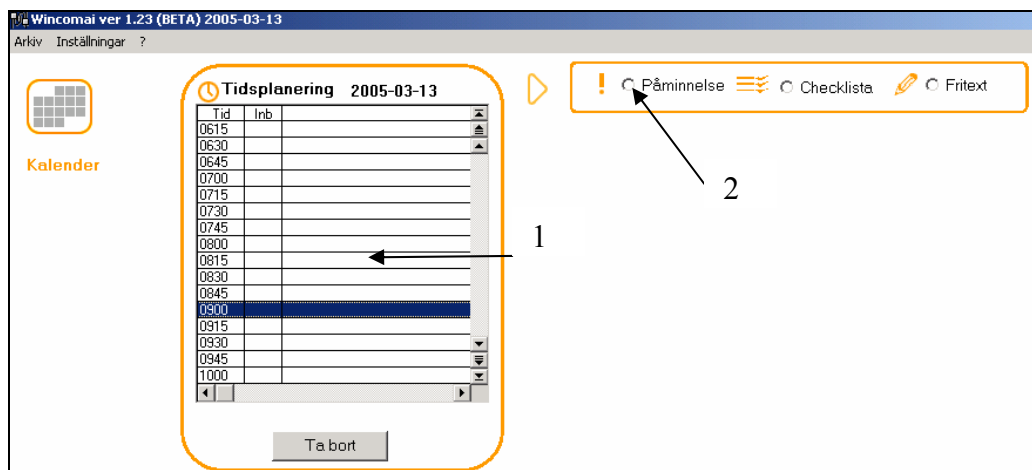 Wincomai ver 1.23 (BETA) 2005-03-13
Arkiv Inställningar ?
Kalender
Tidsplanering 2005-03-13
Tid Inb
0615
0630
0645
0700
0715
0730
0745
0800
0815
0830
0845
0900
0915
0930
0945
1000
Ta bort
1
! Påminnelse Checklista Fritext
2